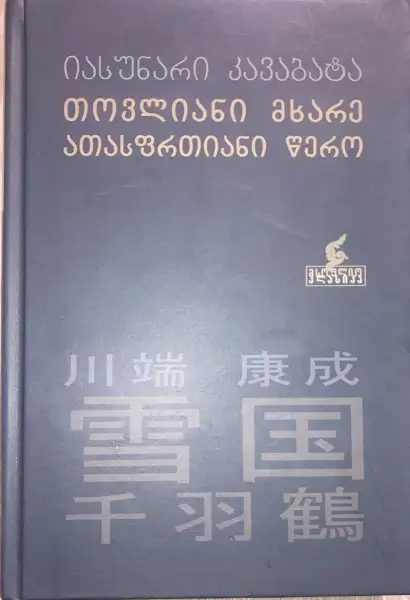 იასუნარი კავაბატა
თოვლიანი მხარე
ათასფრთიანი წერო
川端 康成
雪国
千羽鶴